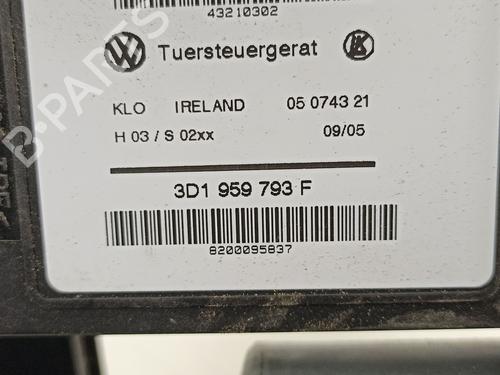 43210302
Tuersteuergerat
KLO IRELAND 05 0743 21
H 03 / S 02xx 09/05
3D1 959 793 F
8200095837
B-PARTS